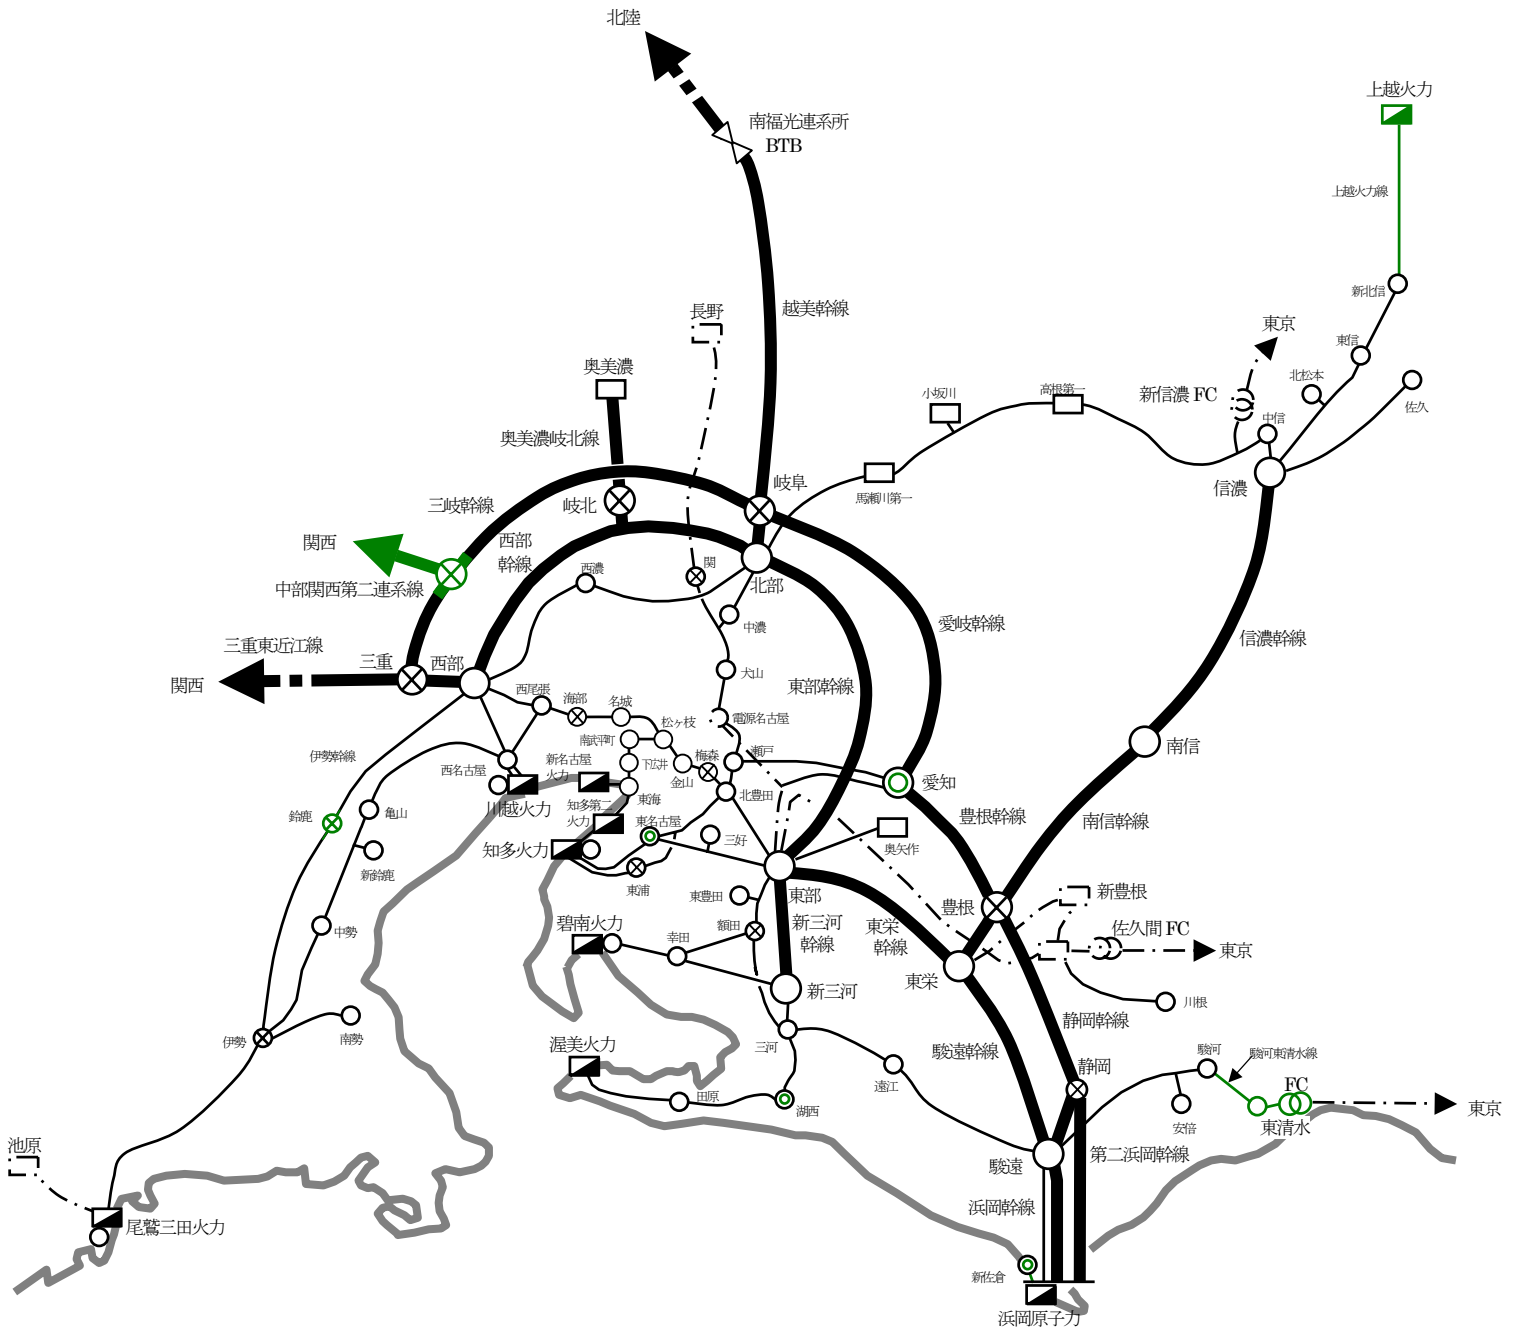 北陸
上越火力
南福光連系所
BTB
上越火力線
新北信
越美幹線
長野
東京
東信
奥美濃
北松本
新信濃 FC
小坂川
高根第一
佐久
中信
奥美濃岐北線
岐阜
信濃
三岐幹線
岐北
馬瀬川第一
関西
西部
幹線
関
西濃
北部
中部関西第二連系線
愛岐幹線
中濃
信濃幹線
三重東近江線
三重
西部
犬山
関西
東部幹線
西尾張
海部
名城
松ヶ枝
電源名古屋
南武平町
南信
伊勢幹線
新名古屋
火力
下広井
梅森
瀬戸
西名古屋
金山
愛知
北豊田
川越火力
知多第二
火力
東海
鈴鹿
亀山
東名古屋
豊根幹線
南信幹線
三好
奥矢作
知多火力
新鈴鹿
東浦
東豊田
東部
豊根
新豊根
碧南火力
額田
新三河
幹線
東栄
幹線
佐久間 FC
中勢
幸田
東京
東栄
新三河
川根
静岡幹線
伊勢
南勢
渥美火力
三河
駿遠幹線
駿河
駿河東清水線
静岡
遠江
FC
田原
湖西
東京
安倍
東清水
池原
駿遠
第二浜岡幹線
浜岡幹線
尾鷲三田火力
新佐倉
浜岡原子力